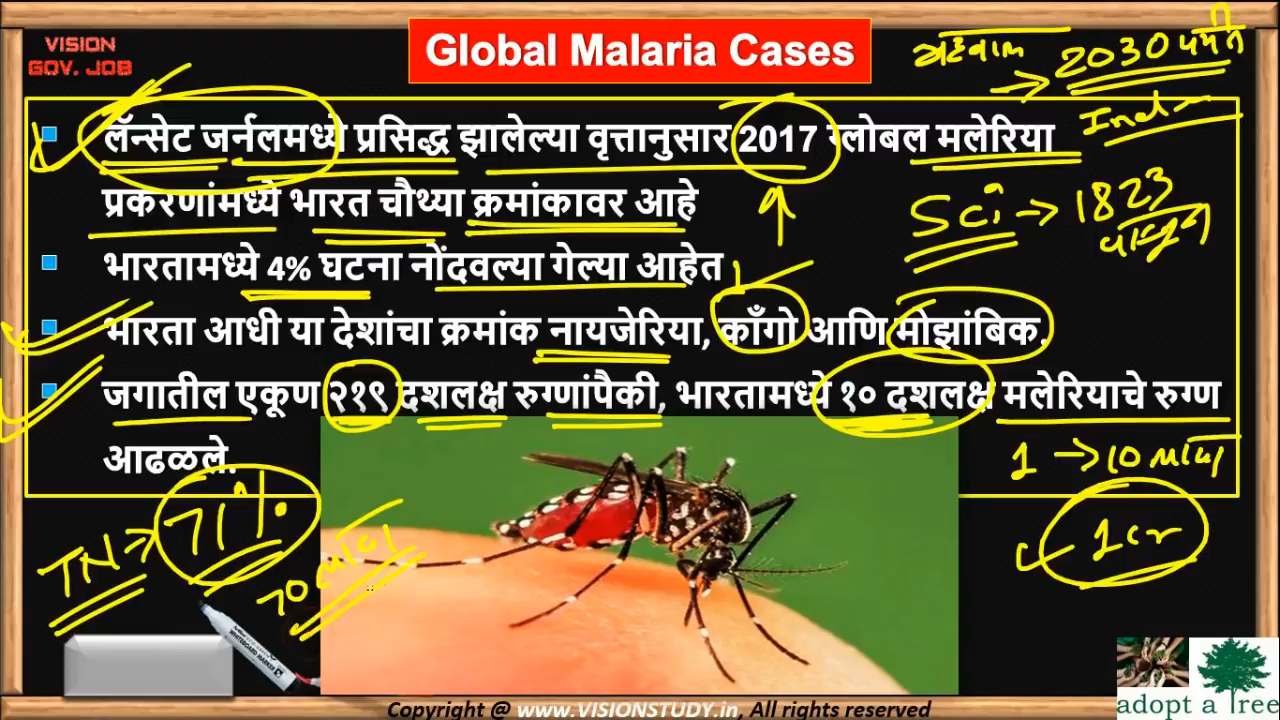 VISION
GOV. JOB
Global Malaria Cases
2030 पर्यंत
लॅन्सेट जर्नलमध्ये प्रसिद्ध झालेल्या वृत्तानुसार 2017 ग्लोबल मलेरिया
प्रकरणांमध्ये भारत चौथ्या क्रमांकावर आहे
Sci → 1823
पासून
भारतामध्ये 4% घटना नोंदवल्या गेल्या आहेत
भारता आधी या देशांचा क्रमांक नायजेरिया, काँगो आणि मोझांबिक.
जगातील एकूण २१९ दशलक्ष रुग्णांपैकी, भारतामध्ये १० दशलक्ष मलेरियाचे रुग्ण
आढळले.
1 → 10 लाख
TN → 71%
1 cr
adopt a Tree
Copyright @ www.VISIONSTUDY.in, All rights reserved